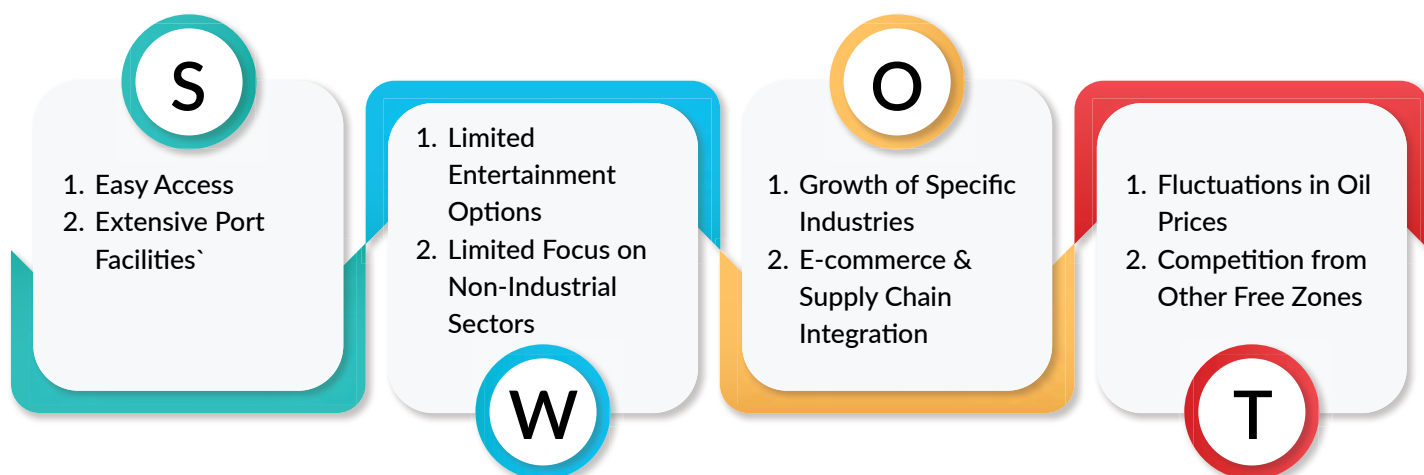 S
1. Easy Access
2. Extensive Port
Facilities`
W
1. Limited
Entertainment
Options
2. Limited Focus on
Non-Industrial
Sectors
O
1. Growth of Specific
Industries
2. E-commerce &
Supply Chain
Integration
T
1. Fluctuations in Oil
Prices
2. Competition from
Other Free Zones